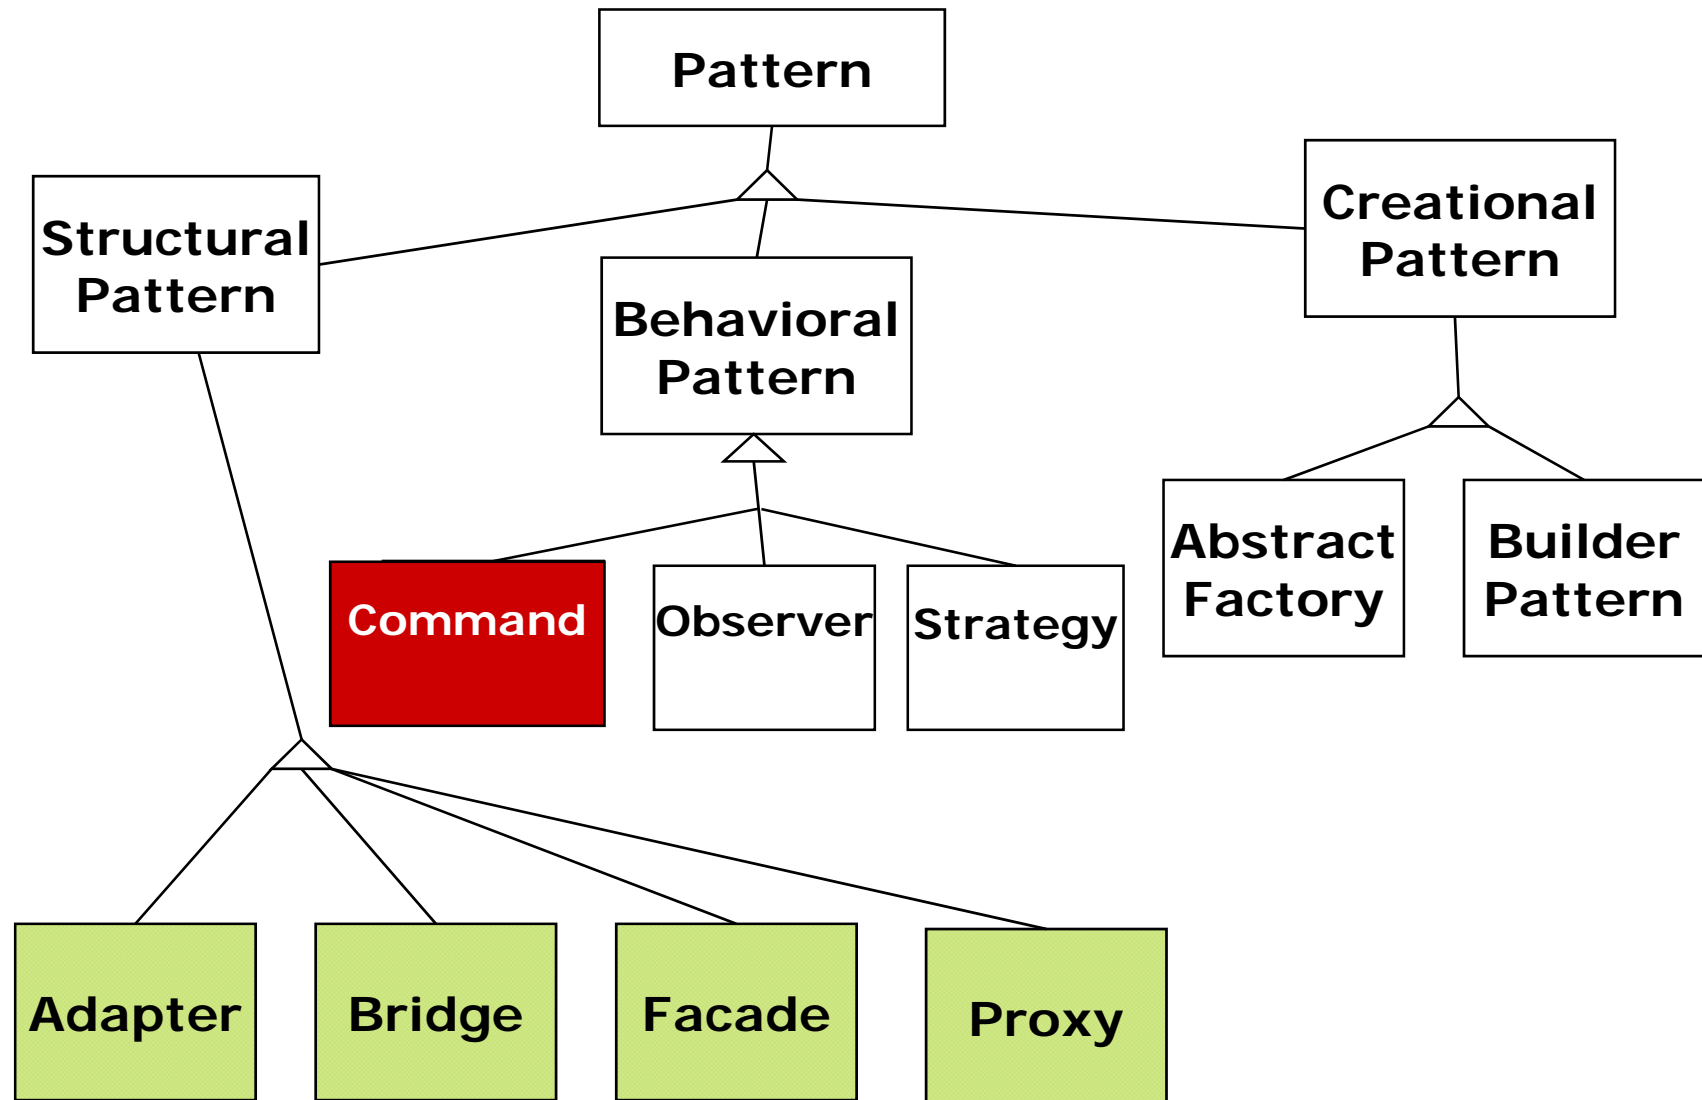 Pattern
Structural
Pattern
Behavioral
Pattern
Creational
Pattern
Command
Observer
Strategy
Abstract
Factory
Builder
Pattern
Adapter
Bridge
Facade
Proxy